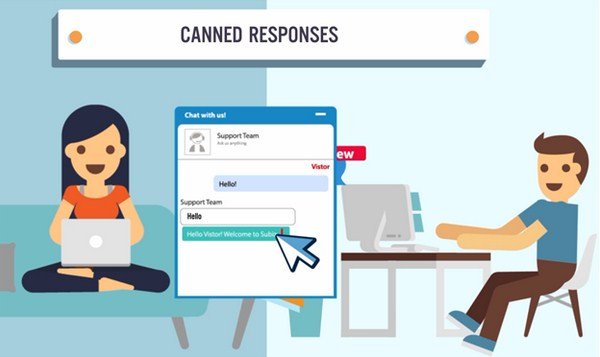 CANNED RESPONSES
Chat with us!
Support Team
Ask us anything
Vistor
ew
Hello!
Support Team
Hello
Hello Vistor! Welcome to Subi